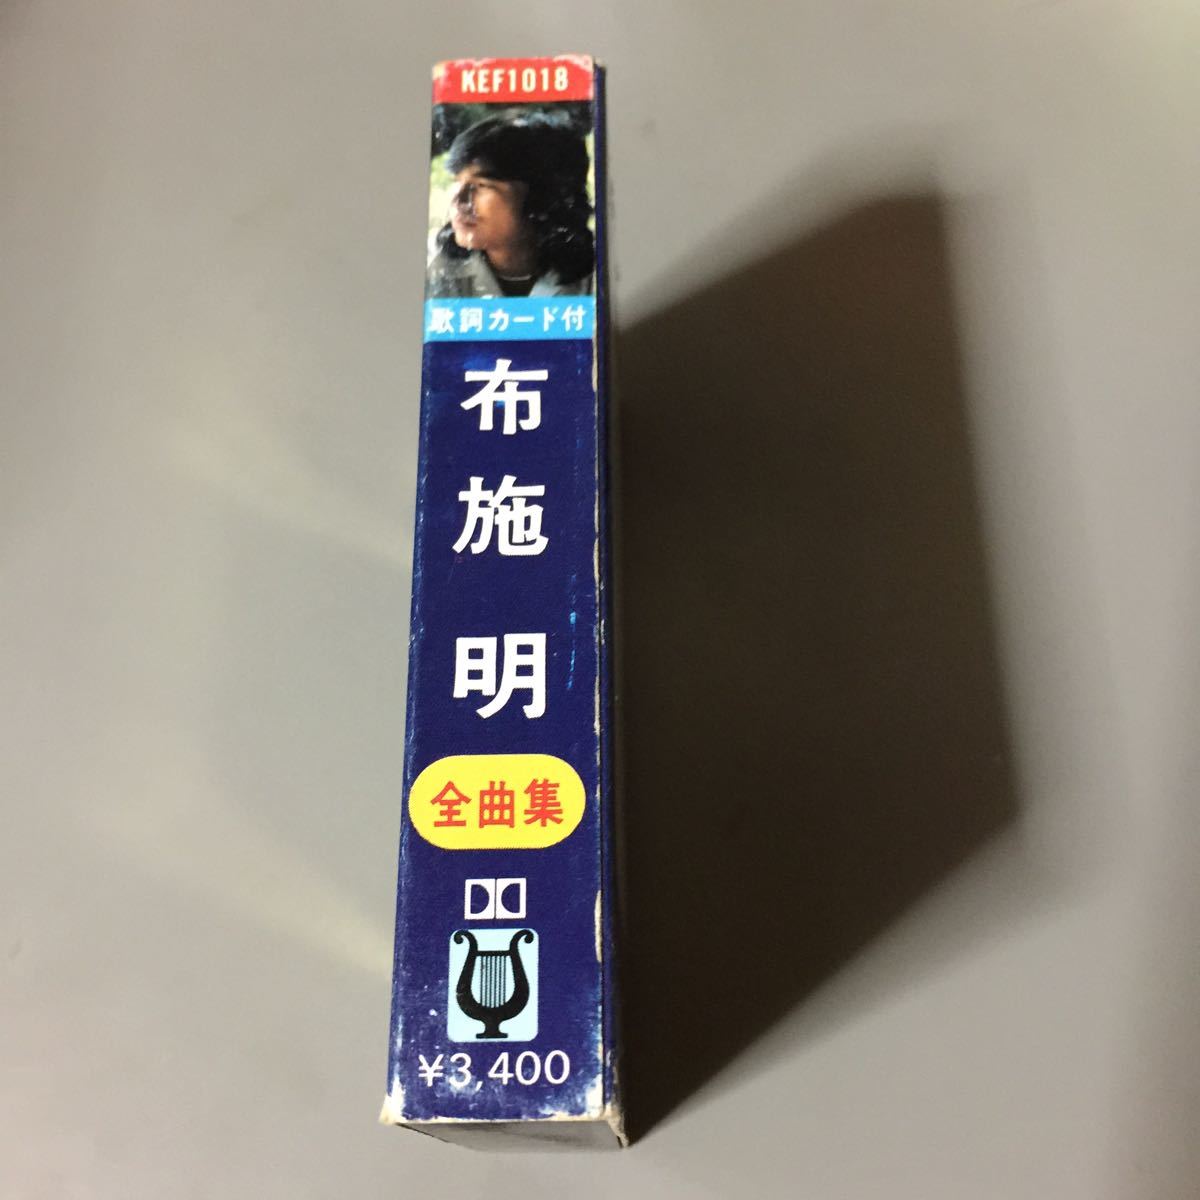 KEF1018
歌詞カード付
布施明
全曲集
¥3,400